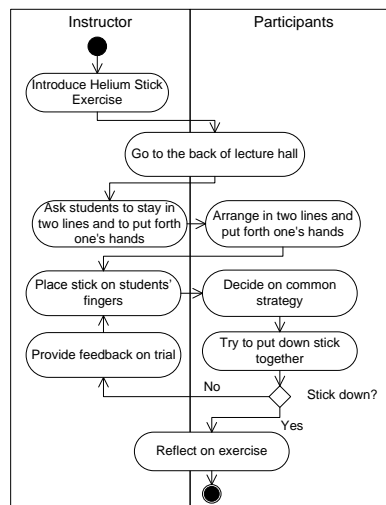 Instructor
Participants
Introduce Helium Stick
Exercise
Go to the back of lecture hall
Ask students to stay in
two lines and to put forth
one's hands
Arrange in two lines and
put forth one's hands
Place stick on students'
fingers
Decide on common
strategy
Provide feedback on trial
Try to put down stick
together
No
Stick down?
Yes
Reflect on exercise